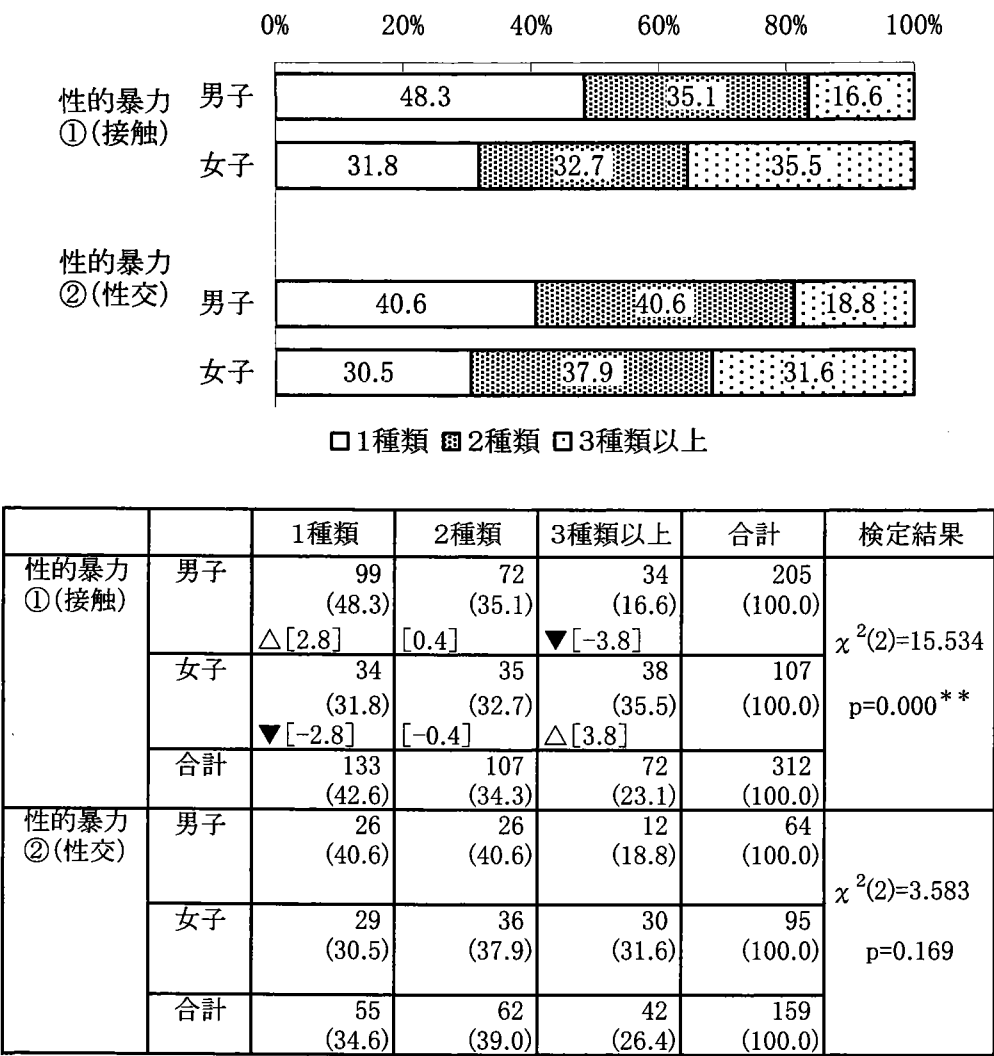 0% 20% 40% 60% 80% 100%
性的暴力
①(接触)
男子 48.3 35.1 16.6
女子 31.8 32.7 35.5
性的暴力
②(性交)
男子 40.6 40.6 18.8
女子 30.5 37.9 31.6
□1種類 2種類 3種類以上
1種類 2種類 3種類以上 合計 検定結果
性的暴力 男子 99 72 34 205
①(接触) (48.3) (35.1) (16.6) (100.0)
△[2.8] [0.4] ▼[-3.8] χ²(2)=15.534
女子 34 35 38 107
(31.8) (32.7) (35.5) (100.0) p=0.000**
▼[-2.8] [-0.4] △[3.8]
合計 133 107 72 312
(42.6) (34.3) (23.1) (100.0)
性的暴力 男子 26 26 12 64
②(性交) (40.6) (40.6) (18.8) (100.0)
χ²(2)=3.583
女子 29 36 30 95
(30.5) (37.9) (31.6) (100.0) p=0.169
合計 55 62 42 159
(34.6) (39.0) (26.4) (100.0)